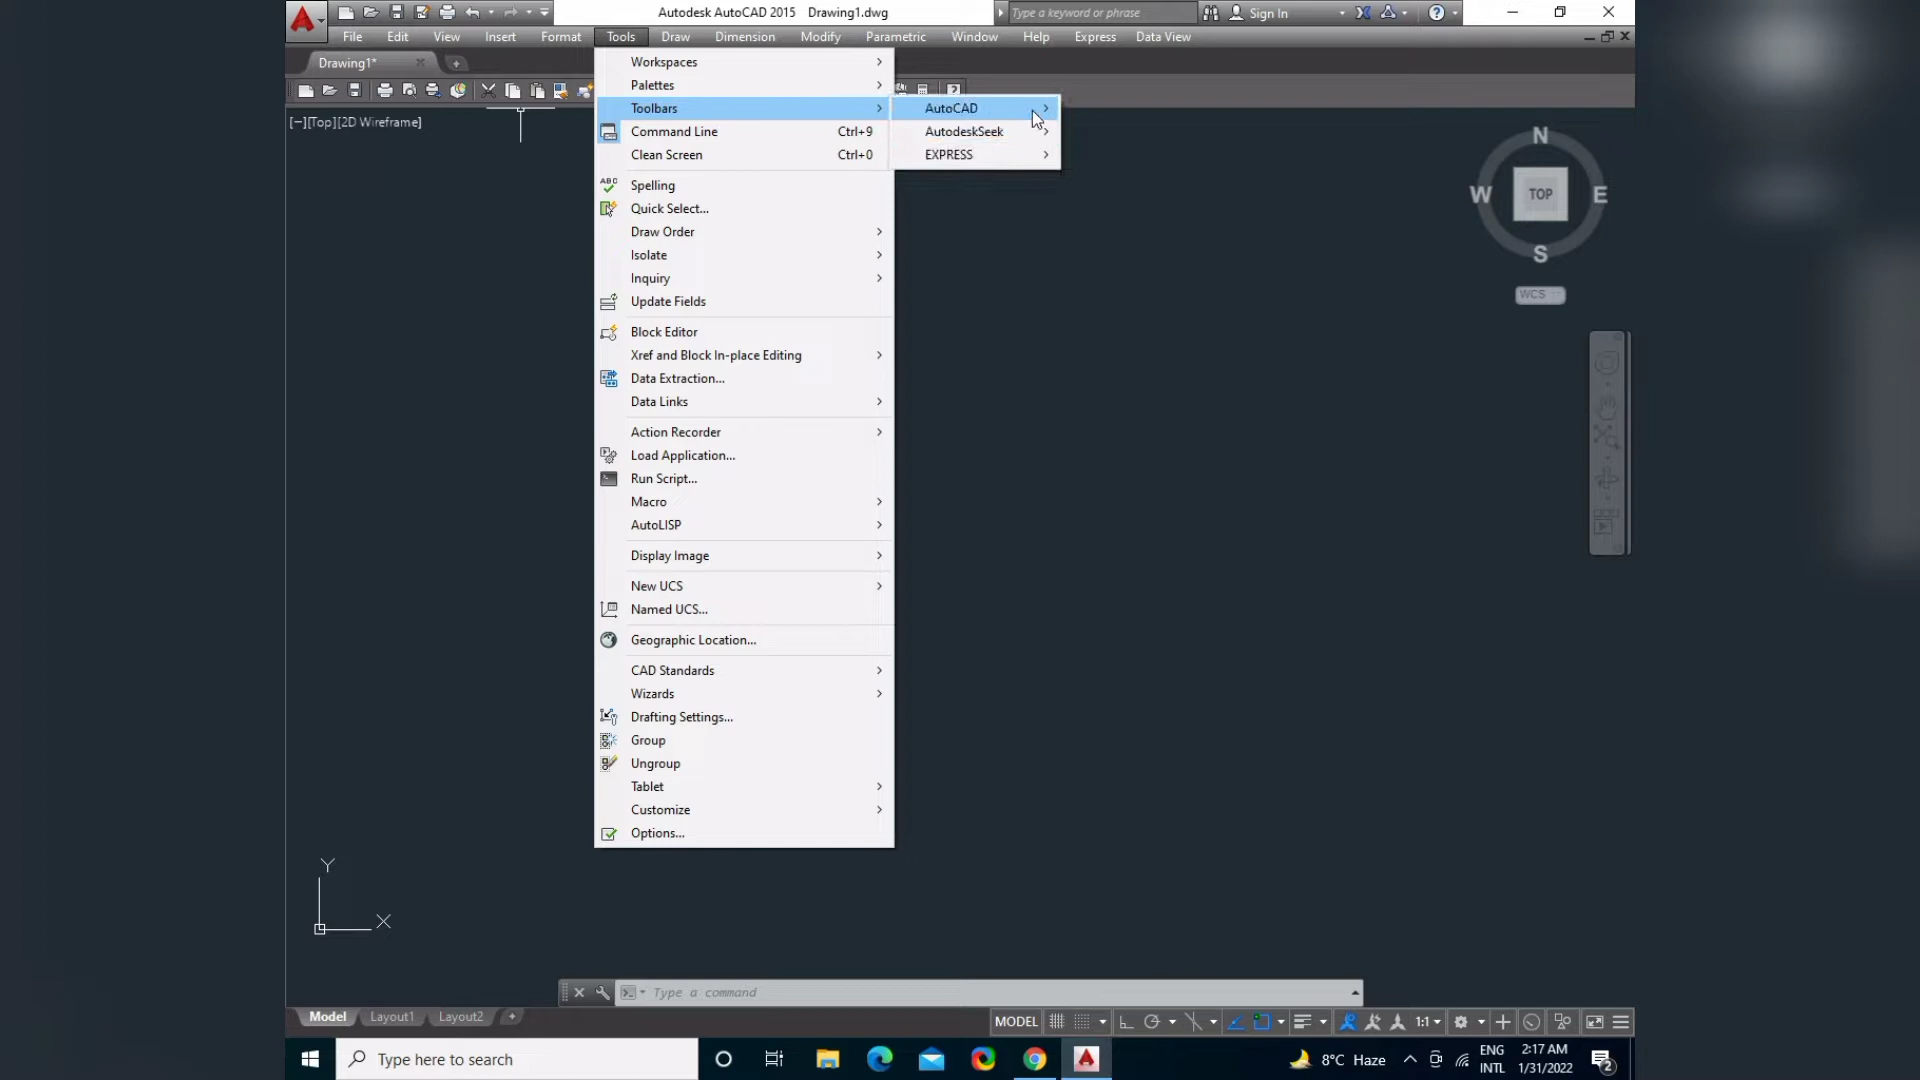 Autodesk AutoCAD 2015 Drawing1.dwg
Type a keyword or phrase
Sign In
File Edit View Insert Format Tools Draw Dimension Modify Parametric Window Help Express Data View
Drawing1*
[−][Top][2D Wireframe]
Workspaces
Palettes
Toolbars
Command Line Ctrl+9
Clean Screen Ctrl+0
Spelling
Quick Select...
Draw Order
Isolate
Inquiry
Update Fields
Block Editor
Xref and Block In-place Editing
Data Extraction...
Data Links
Action Recorder
Load Application...
Run Script...
Macro
AutoLISP
Display Image
New UCS
Named UCS...
Geographic Location...
CAD Standards
Wizards
Drafting Settings...
Group
Ungroup
Tablet
Customize
Options...
AutoCAD
AutodeskSeek
EXPRESS
N
W TOP E
S
WCS
Y
X
Type a command
Model Layout1 Layout2
MODEL 1:1
Type here to search
8°C Haze
ENG
INTL
2:17 AM
1/31/2022
2